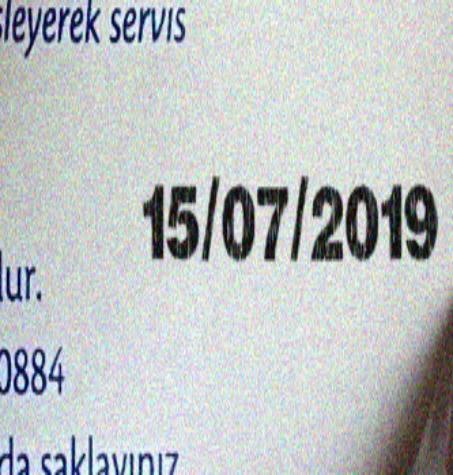 şleyerek servis
15/07/2019
lur.
0884
da saklayınız